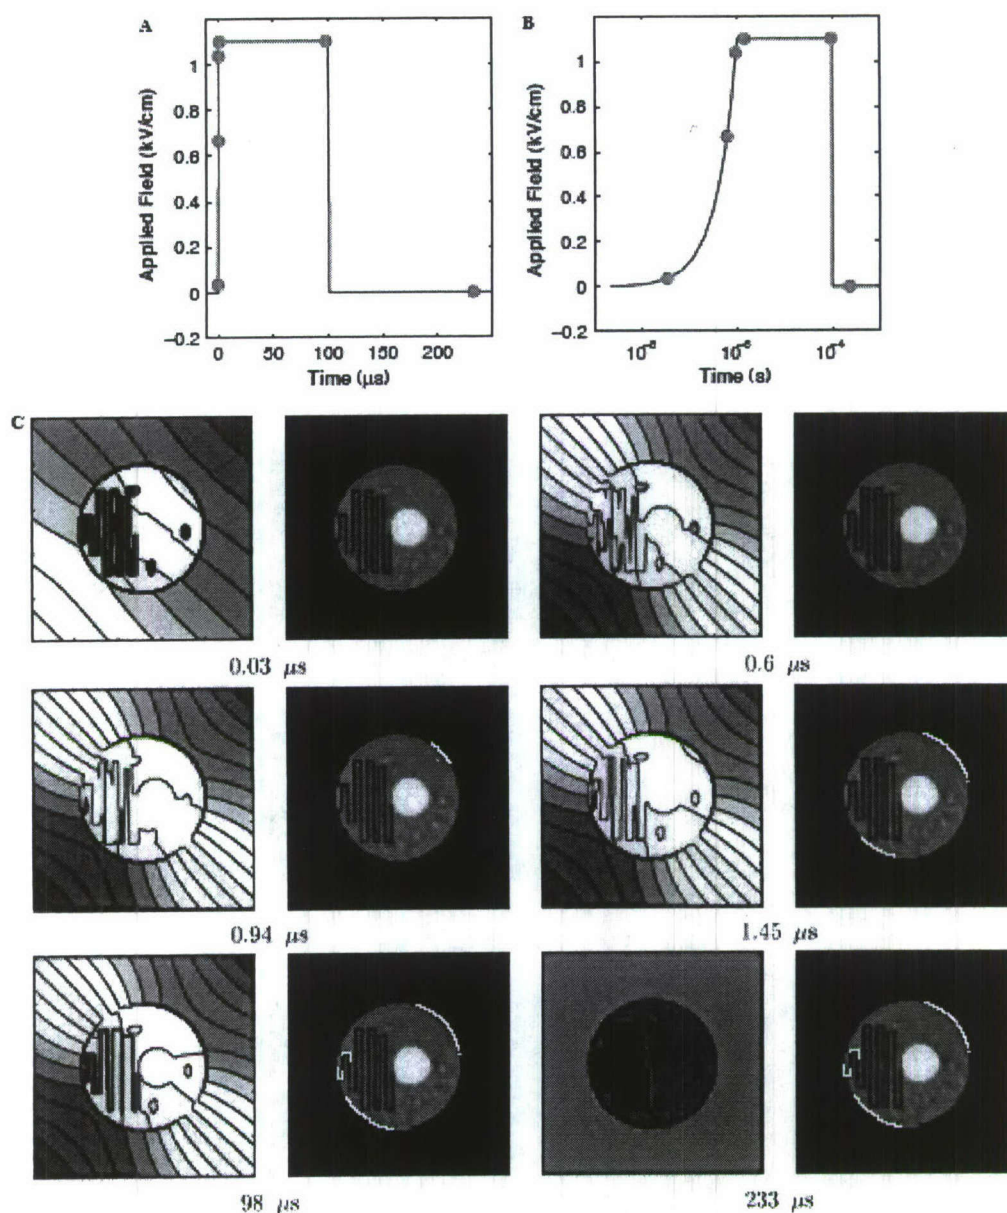 A
Applied Field (kV/cm)
1
0.8
0.6
0.4
0.2
0
−0.2
0 50 100 150 200
Time (μs)
B
Applied Field (kV/cm)
1
0.8
0.6
0.4
0.2
0
−0.2
10⁻⁶ 10⁻⁴
Time (s)
C
0.03 μs
0.6 μs
0.94 μs
1.45 μs
98 μs
233 μs